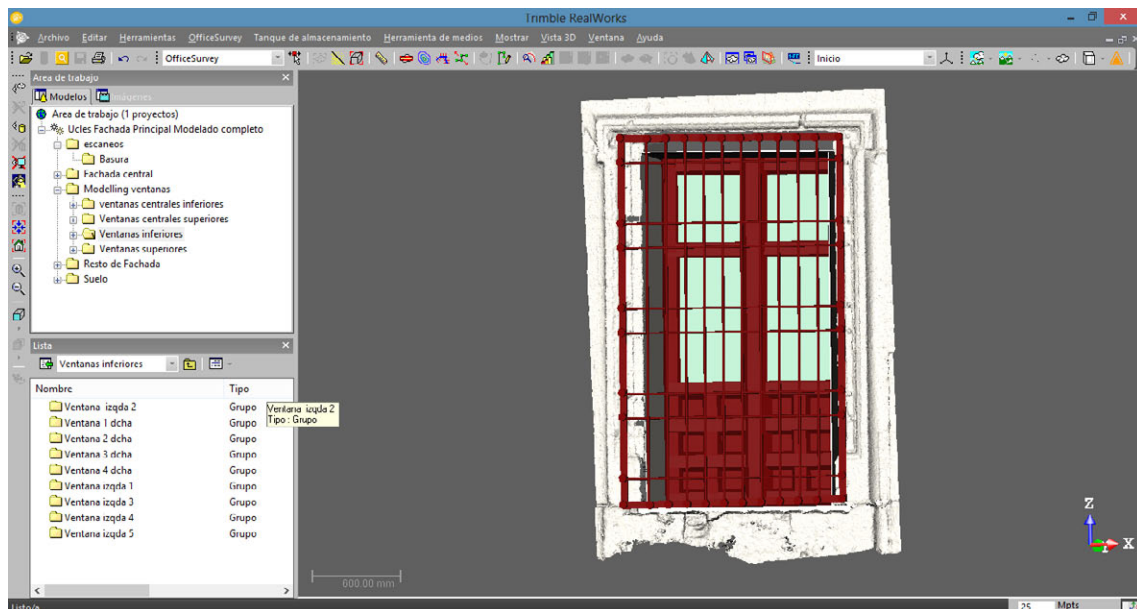 Trimble RealWorks
Archivo Editar Herramientas OfficeSurvey Tanque de almacenamiento Herramienta de medios Mostrar Vista 3D Ventana Ayuda
OfficeSurvey Inicio
Area de trabajo
Modelos Imágenes
Area de trabajo (1 proyectos)
Ucles Fachada Principal Modelado completo
escaneos
Basura
Fachada central
Modelling ventanas
ventanas centrales inferiores
Ventanas centrales superiores
Ventanas inferiores
Ventanas superiores
Resto de Fachada
Suelo
Lista
Ventanas inferiores
Nombre Tipo
Ventana izqda 2 Grupo
Ventana 1 dcha Grupo
Ventana 2 dcha Grupo
Ventana 3 dcha Grupo
Ventana 4 dcha Grupo
Ventana izqda 1 Grupo
Ventana izqda 3 Grupo
Ventana izqda 4 Grupo
Ventana izqda 5 Grupo
Ventana izqda 2
Tipo : Grupo
Z
X
600.00 mm
Listo/a 25 Mpts